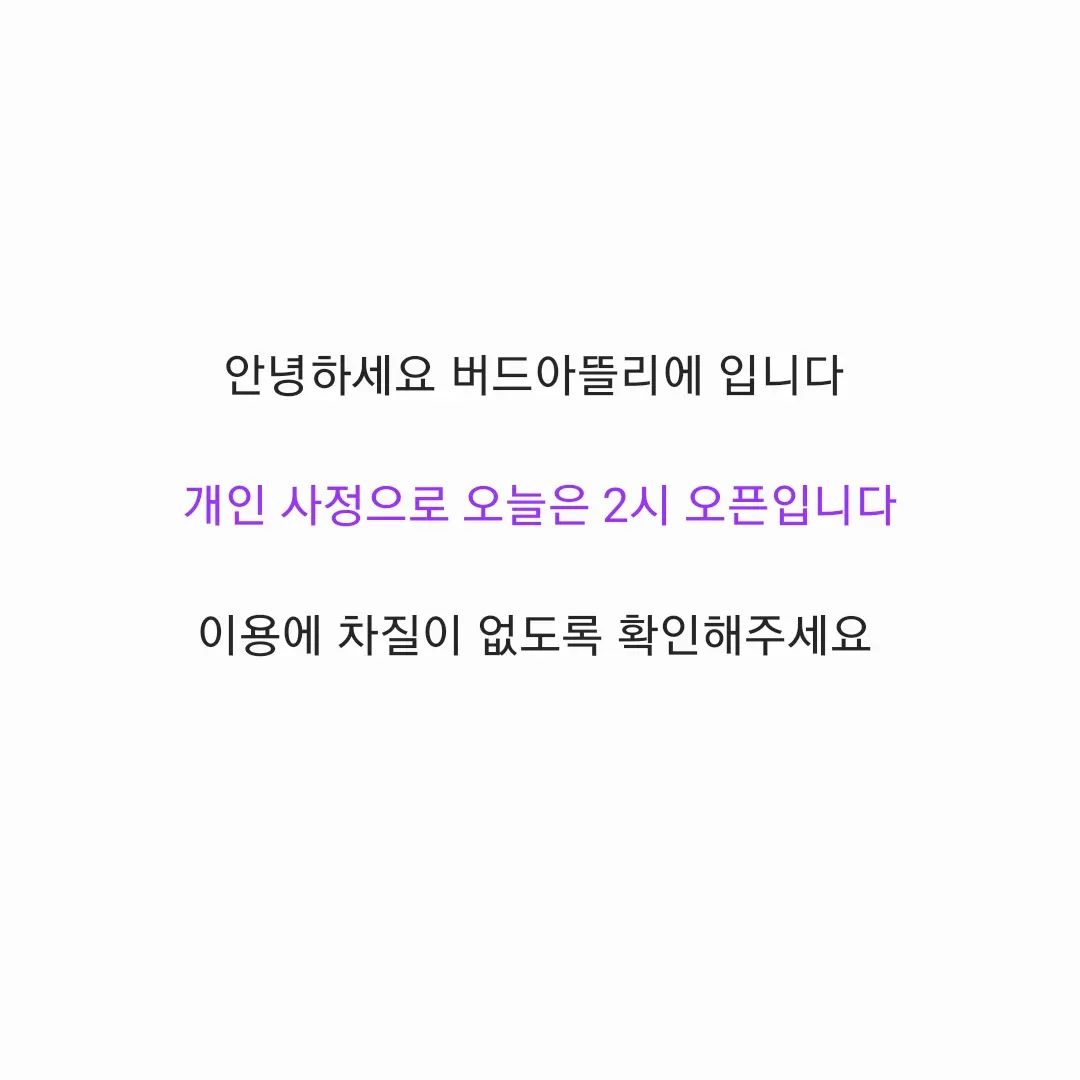 안녕하세요 버드아뜰리에 입니다
개인 사정으로 오늘은 2시 오픈입니다
이용에 차질이 없도록 확인해주세요